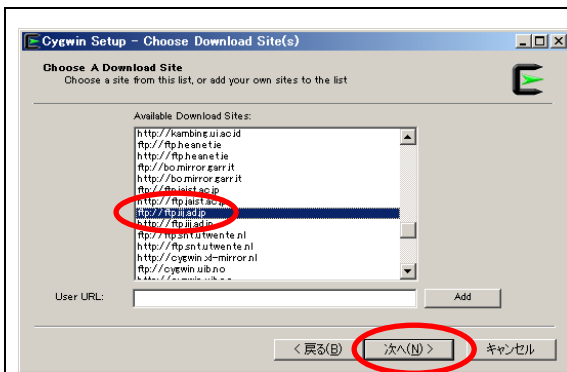 Cygwin Setup - Choose Download Site(s)
Choose A Download Site
Choose a site from this list, or add your own sites to the list
Available Download Sites:
http://kambing.ui.ac.id
ftp://ftp.heanet.ie
http://ftp.heanet.ie
ftp://bo.mirror.garr.it
http://bo.mirror.garr.it
ftp://ftp.jaist.ac.jp
http://ftp.jaist.ac.jp
ftp://ftp.iij.ad.jp
http://ftp.iij.ad.jp
ftp://ftp.snt.utwente.nl
http://ftp.snt.utwente.nl
http://cygwin.xl-mirror.nl
ftp://cygwin.uib.no
User URL:
Add
< 戻る(B)
次へ(N) >
キャンセル